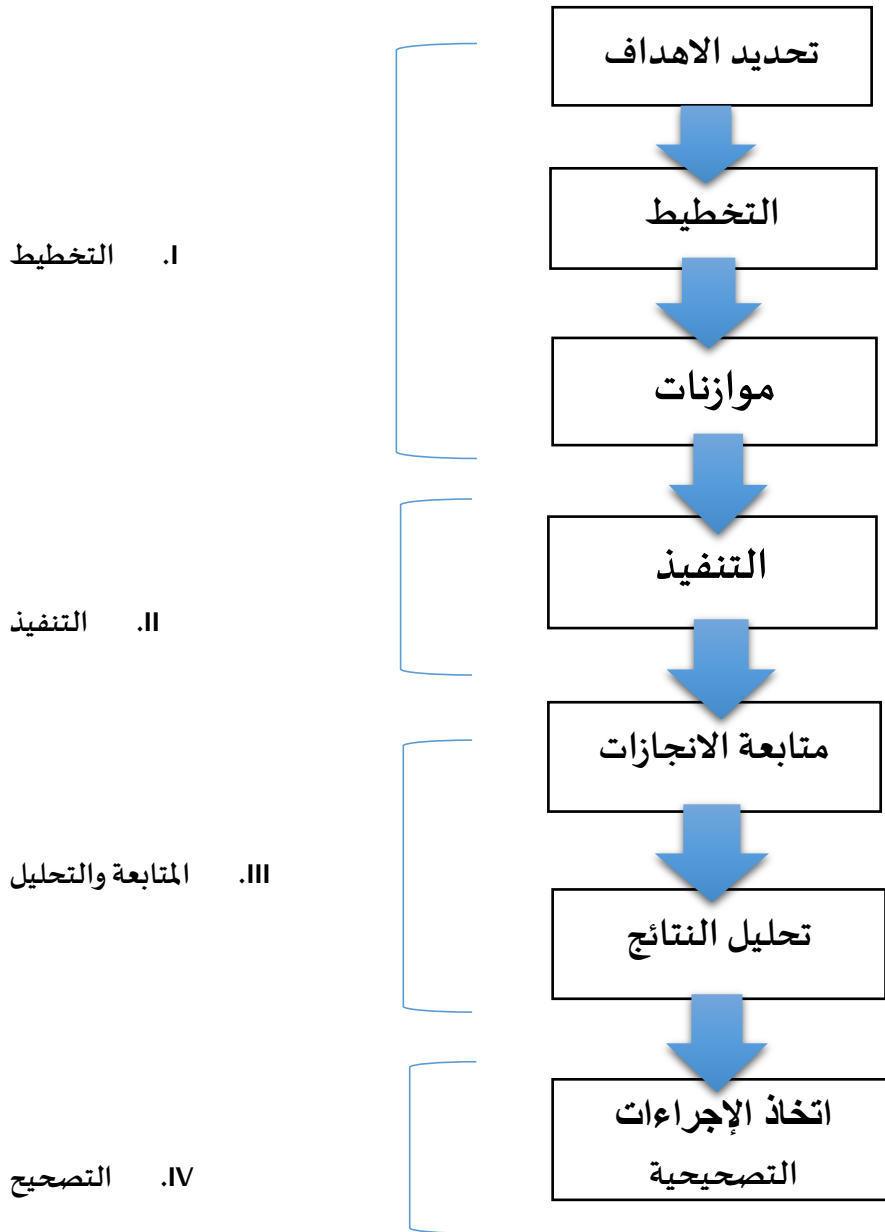 تحديد الاهداف
التخطيط
I. التخطيط
موازنات
التنفيذ
II. التنفيذ
متابعة الانجازات
III. المتابعة والتحليل
تحليل النتائج
اتخاذ الإجراءات
التصحيحية
IV. التصحيح